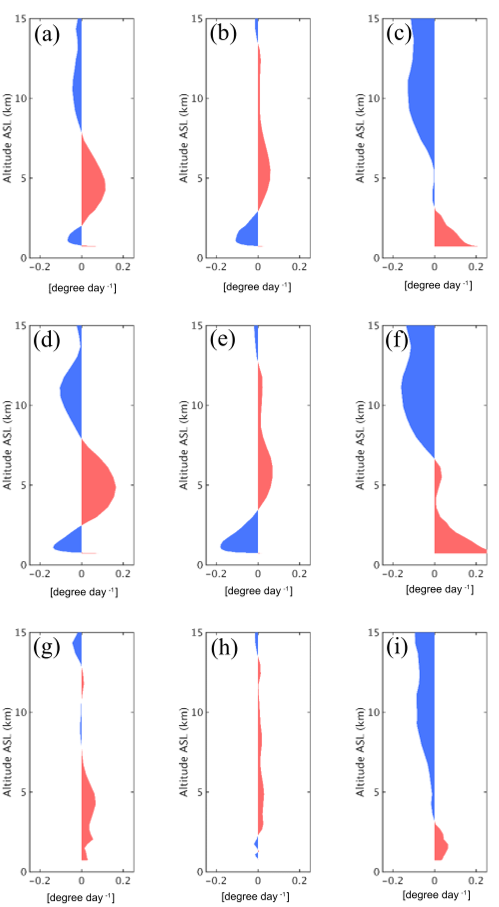 (a) (b) (c)
Altitude ASL (km) Altitude ASL (km) Altitude ASL (km)
15 15 15
10 10 10
5 5 5
0 0 0
−0.2 0 0.2 −0.2 0 0.2 −0.2 0 0.2
[degree day -1] [degree day -1] [degree day -1]
(d) (e) (f)
Altitude ASL (km) Altitude ASL (km) Altitude ASL (km)
15 15 15
10 10 10
5 5 5
0 0 0
−0.2 0 0.2 −0.2 0 0.2 −0.2 0 0.2
[degree day -1] [degree day -1] [degree day -1]
(g) (h) (i)
Altitude ASL (km) Altitude ASL (km) Altitude ASL (km)
15 15 15
10 10 10
5 5 5
0 0 0
−0.2 0 0.2 −0.2 0 0.2 −0.2 0 0.2
[degree day -1] [degree day -1] [degree day -1]